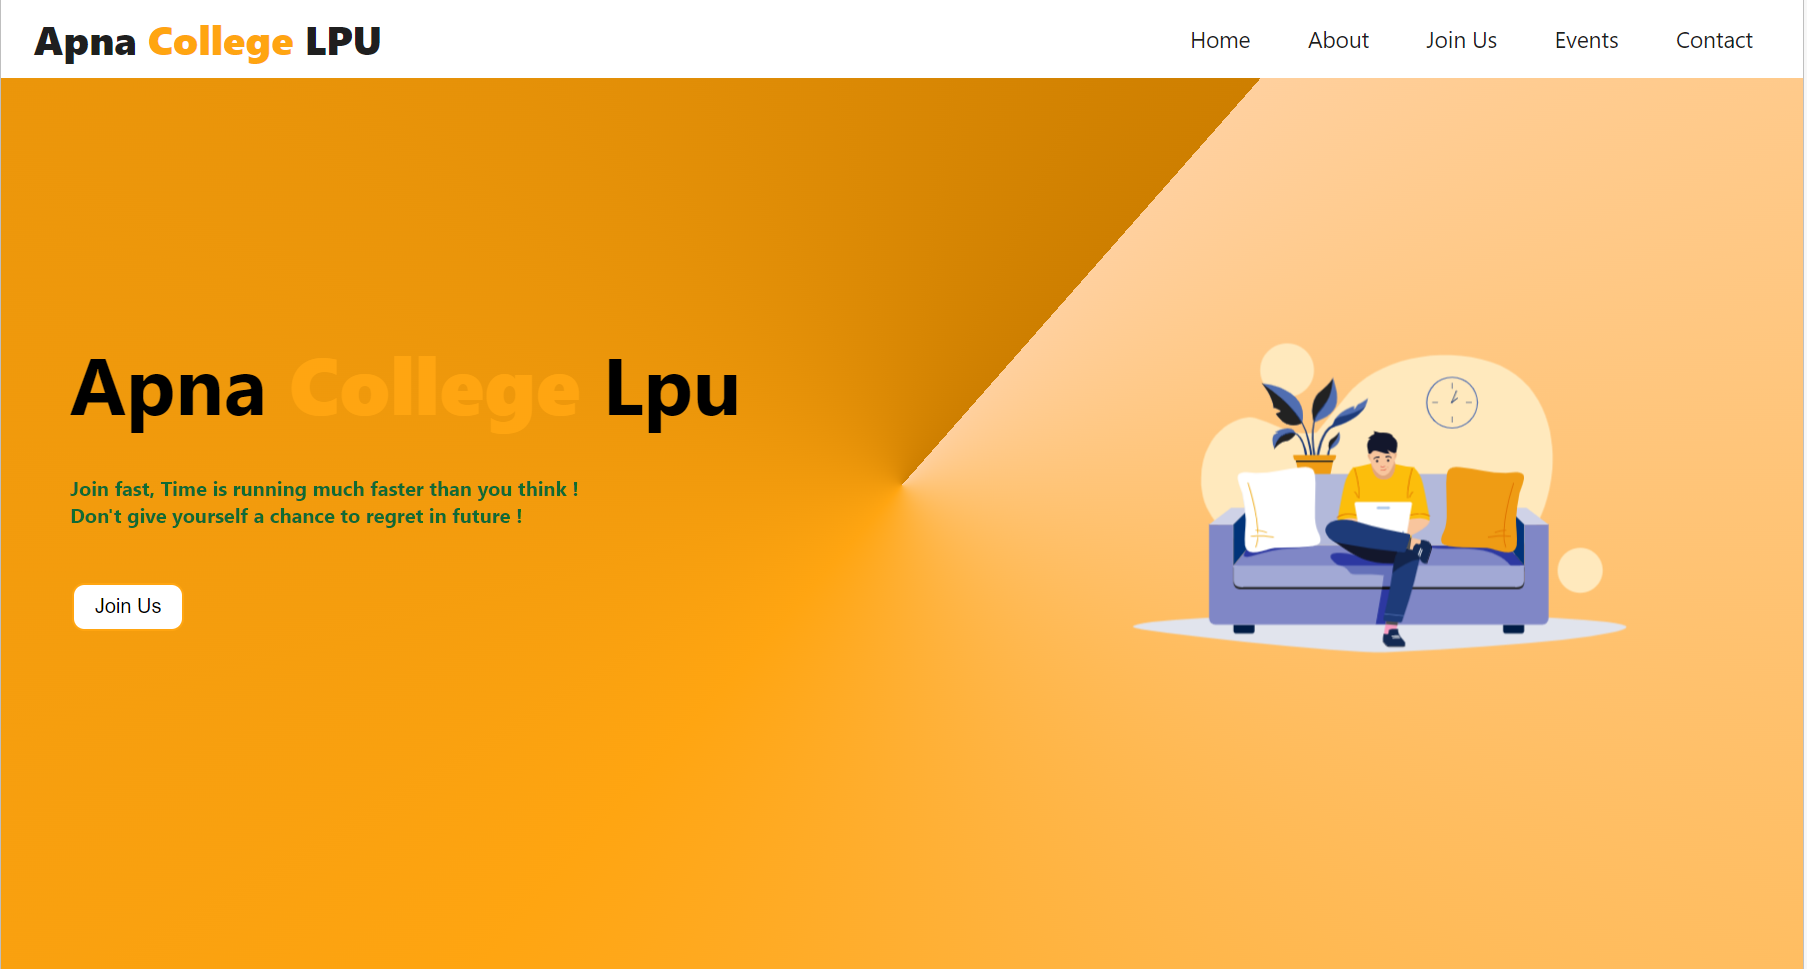 Apna College LPU
Home About Join Us Events Contact
Apna College Lpu
Join fast, Time is running much faster than you think !
Don't give yourself a chance to regret in future !
Join Us